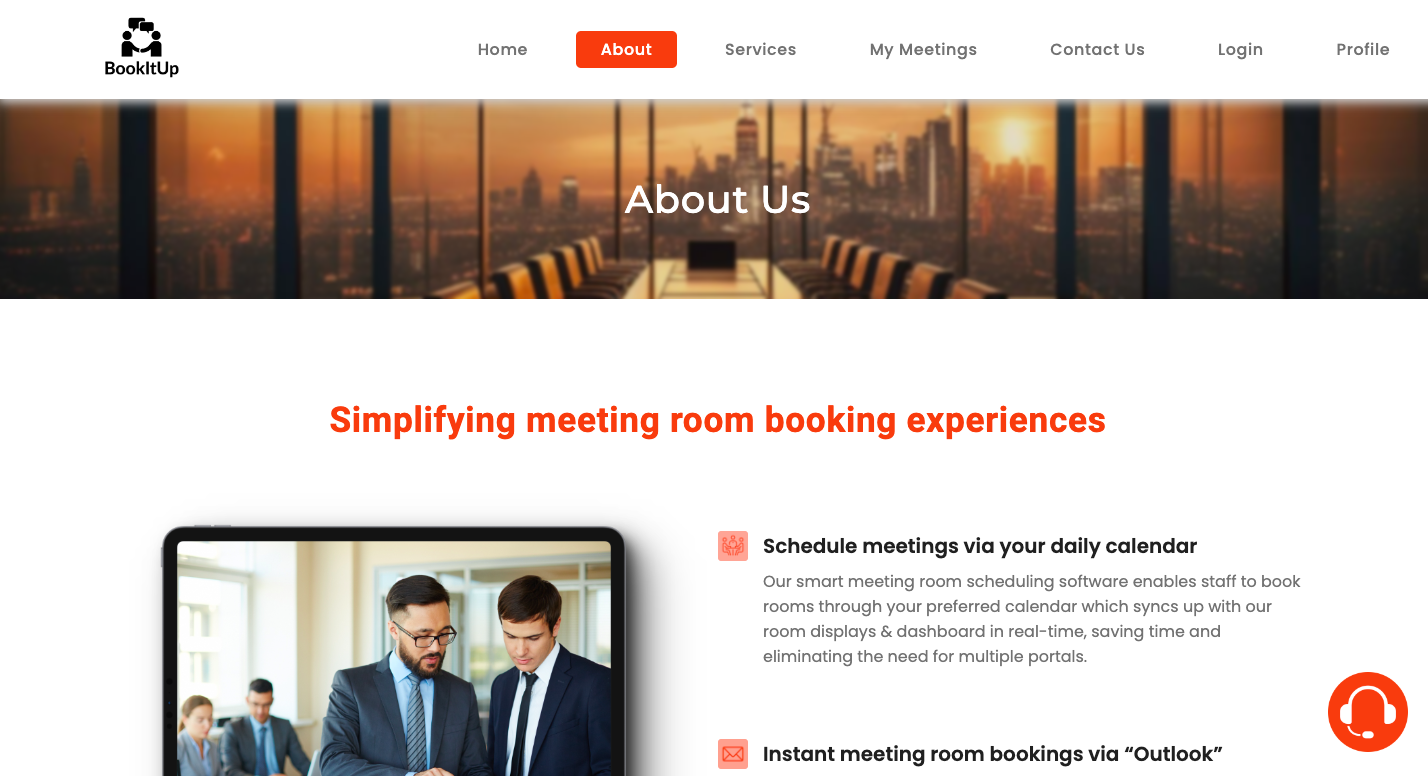 BookItUp
Home
About
Services
My Meetings
Contact Us
Login
Profile
About Us
Simplifying meeting room booking experiences
Schedule meetings via your daily calendar
Our smart meeting room scheduling software enables staff to book
rooms through your preferred calendar which syncs up with our
room displays & dashboard in real-time, saving time and
eliminating the need for multiple portals.
Instant meeting room bookings via “Outlook”